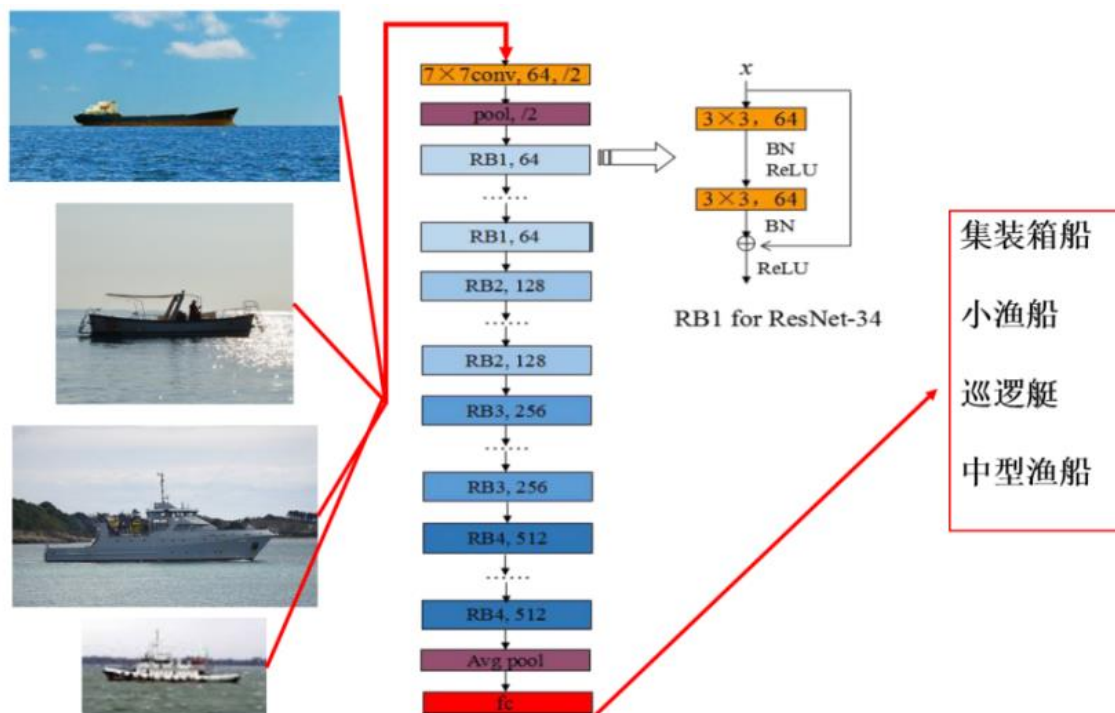 7×7conv, 64, /2
pool, /2
RB1, 64
......
RB1, 64
RB2, 128
......
RB2, 128
RB3, 256
......
RB3, 256
RB4, 512
......
RB4, 512
Avg pool
fc
x
3×3, 64
BN
ReLU
3×3, 64
BN
ReLU
RB1 for ResNet-34
集装箱船
小渔船
巡逻艇
中型渔船